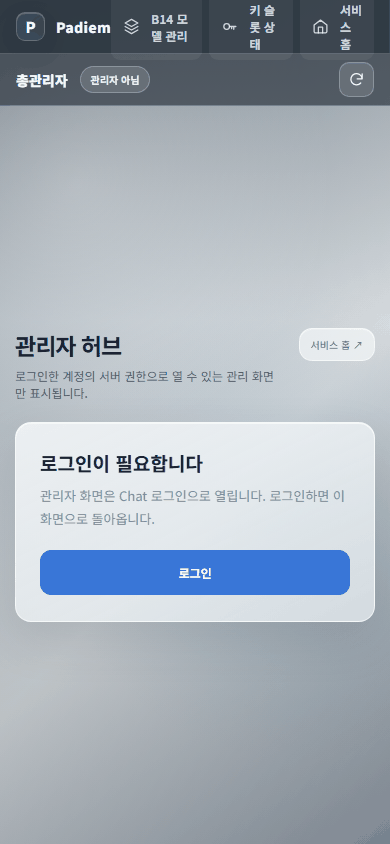 P Padiem
B14 모
델 관리
키 슬
롯 상
태
서비
스
홈
총관리자 관리자 아님
관리자 허브
서비스 홈 ↗
로그인한 계정의 서버 권한으로 열 수 있는 관리 화면
만 표시됩니다.
로그인이 필요합니다
관리자 화면은 Chat 로그인으로 열립니다. 로그인하면 이
화면으로 돌아옵니다.
로그인